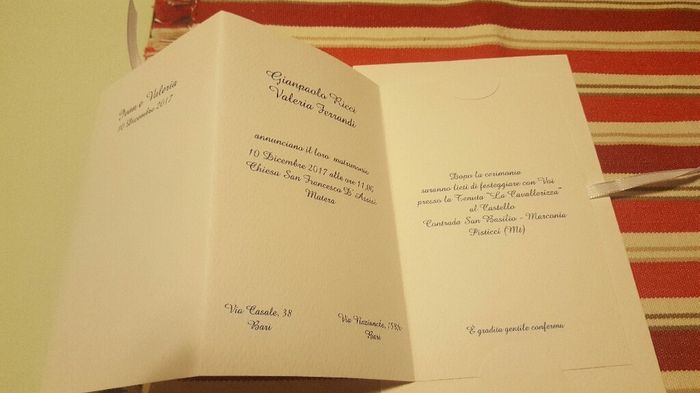 e Valeria
10 Dicembre 2017
Gianpaolo Ricci
Valeria Ferrandi
annunciano il loro matrimonio
10 Dicembre 2017 alle ore 11,00
Chiesa San Francesco D'Assisi
Matera
Via Casale, 38
Bari
Via
Bari
Dopo la cerimonia
saranno lieti di festeggiare con Voi
presso la Tenuta "La Cavallerizza"
al Castello
Contrada San Basilio - Marconia
Pisticci (Mt)
È gradita gentile conferma